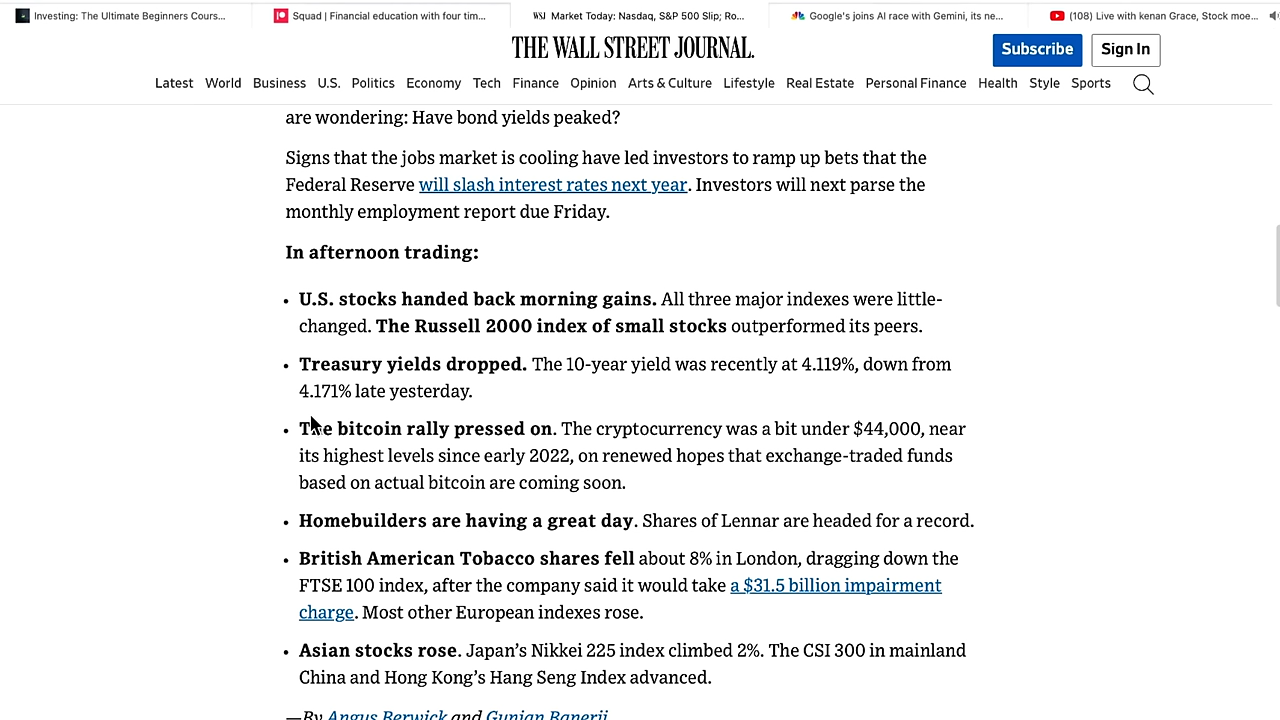 Investing: The Ultimate Beginners Cours...
Squad | Financial education with four tim...
WSJ Market Today: Nasdaq, S&P 500 Slip; Ro...
Google's joins AI race with Gemini, its ne...
(108) Live with kenan Grace, Stock moe...
THE WALL STREET JOURNAL.
Subscribe
Sign In
Latest World Business U.S. Politics Economy Tech Finance Opinion Arts & Culture Lifestyle Real Estate Personal Finance Health Style Sports
are wondering: Have bond yields peaked?
Signs that the jobs market is cooling have led investors to ramp up bets that the
Federal Reserve will slash interest rates next year. Investors will next parse the
monthly employment report due Friday.
In afternoon trading:
• U.S. stocks handed back morning gains. All three major indexes were little-
changed. The Russell 2000 index of small stocks outperformed its peers.
• Treasury yields dropped. The 10-year yield was recently at 4.119%, down from
4.171% late yesterday.
• The bitcoin rally pressed on. The cryptocurrency was a bit under $44,000, near
its highest levels since early 2022, on renewed hopes that exchange-traded funds
based on actual bitcoin are coming soon.
• Homebuilders are having a great day. Shares of Lennar are headed for a record.
• British American Tobacco shares fell about 8% in London, dragging down the
FTSE 100 index, after the company said it would take a $31.5 billion impairment
charge. Most other European indexes rose.
• Asian stocks rose. Japan’s Nikkei 225 index climbed 2%. The CSI 300 in mainland
China and Hong Kong’s Hang Seng Index advanced.
—By Angus Berwick and Gunjan Banerji